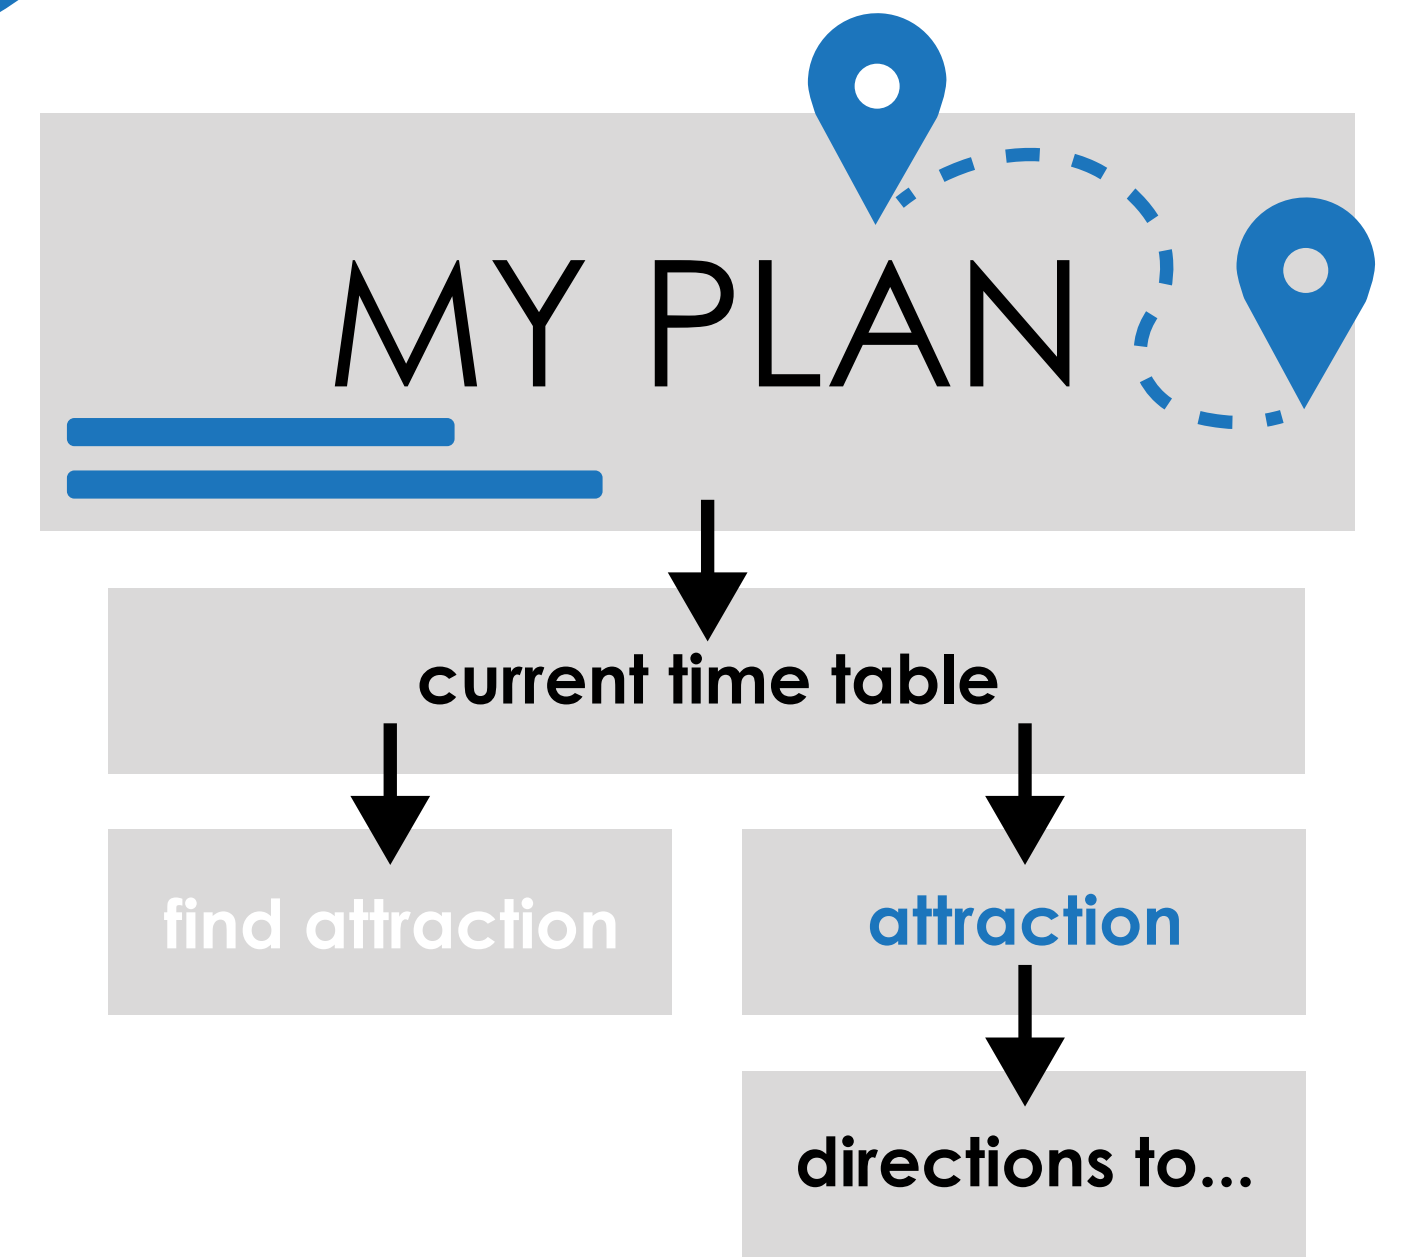 MY PLAN
current time table
find attraction
attraction
directions to...